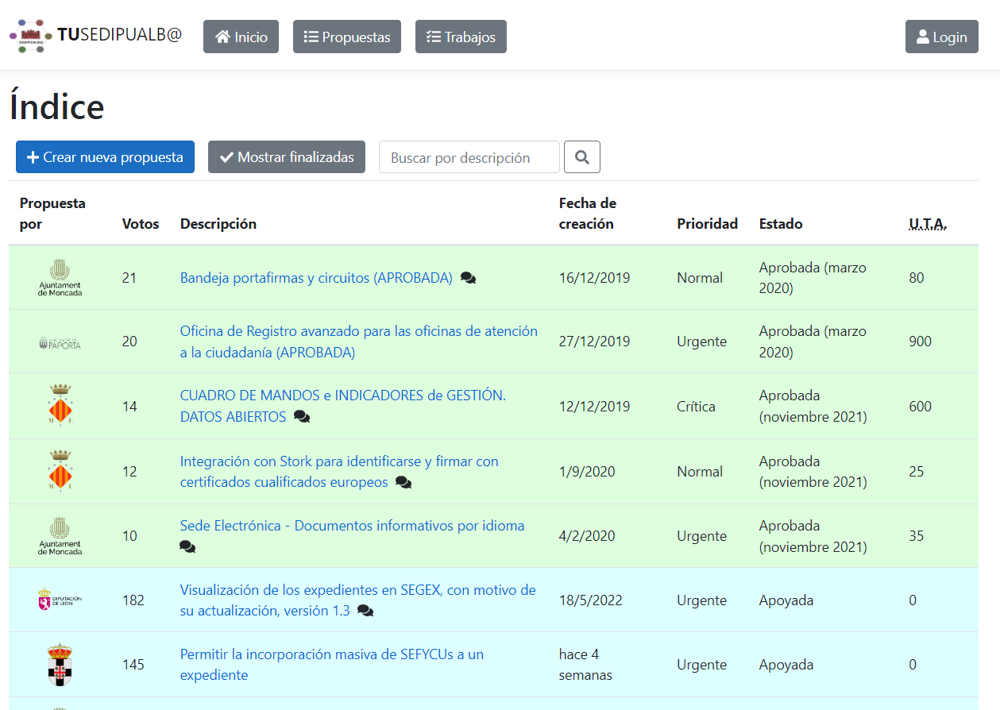 TUSEDIPUALB@
Inicio
Propuestas
Trabajos
Login
Índice
Crear nueva propuesta
Mostrar finalizadas
Buscar por descripción
Propuesta
por
Votos
Descripción
Fecha de
creación
Prioridad
Estado
U.T.A.
Ajuntament
de Moncada
21
Bandeja portafirmas y circuitos (APROBADA)
16/12/2019
Normal
Aprobada (marzo
2020)
80
PAIPORTA
20
Oficina de Registro avanzado para las oficinas de atención
a la ciudadanía (APROBADA)
27/12/2019
Urgente
Aprobada (marzo
2020)
900
M L
14
CUADRO DE MANDOS e INDICADORES de GESTIÓN.
DATOS ABIERTOS
12/12/2019
Crítica
Aprobada
(noviembre 2021)
600
M L
12
Integración con Stork para identificarse y firmar con
certificados cualificados europeos
1/9/2020
Normal
Aprobada
(noviembre 2021)
25
Ajuntament
de Moncada
10
Sede Electrónica - Documentos informativos por idioma
4/2/2020
Urgente
Aprobada
(noviembre 2021)
35
DIPUTACIÓN
DE LEÓN
182
Visualización de los expedientes en SEGEX, con motivo de
su actualización, versión 1.3
18/5/2022
Urgente
Apoyada
0
145
Permitir la incorporación masiva de SEFYCUs a un
expediente
hace 4
semanas
Urgente
Apoyada
0